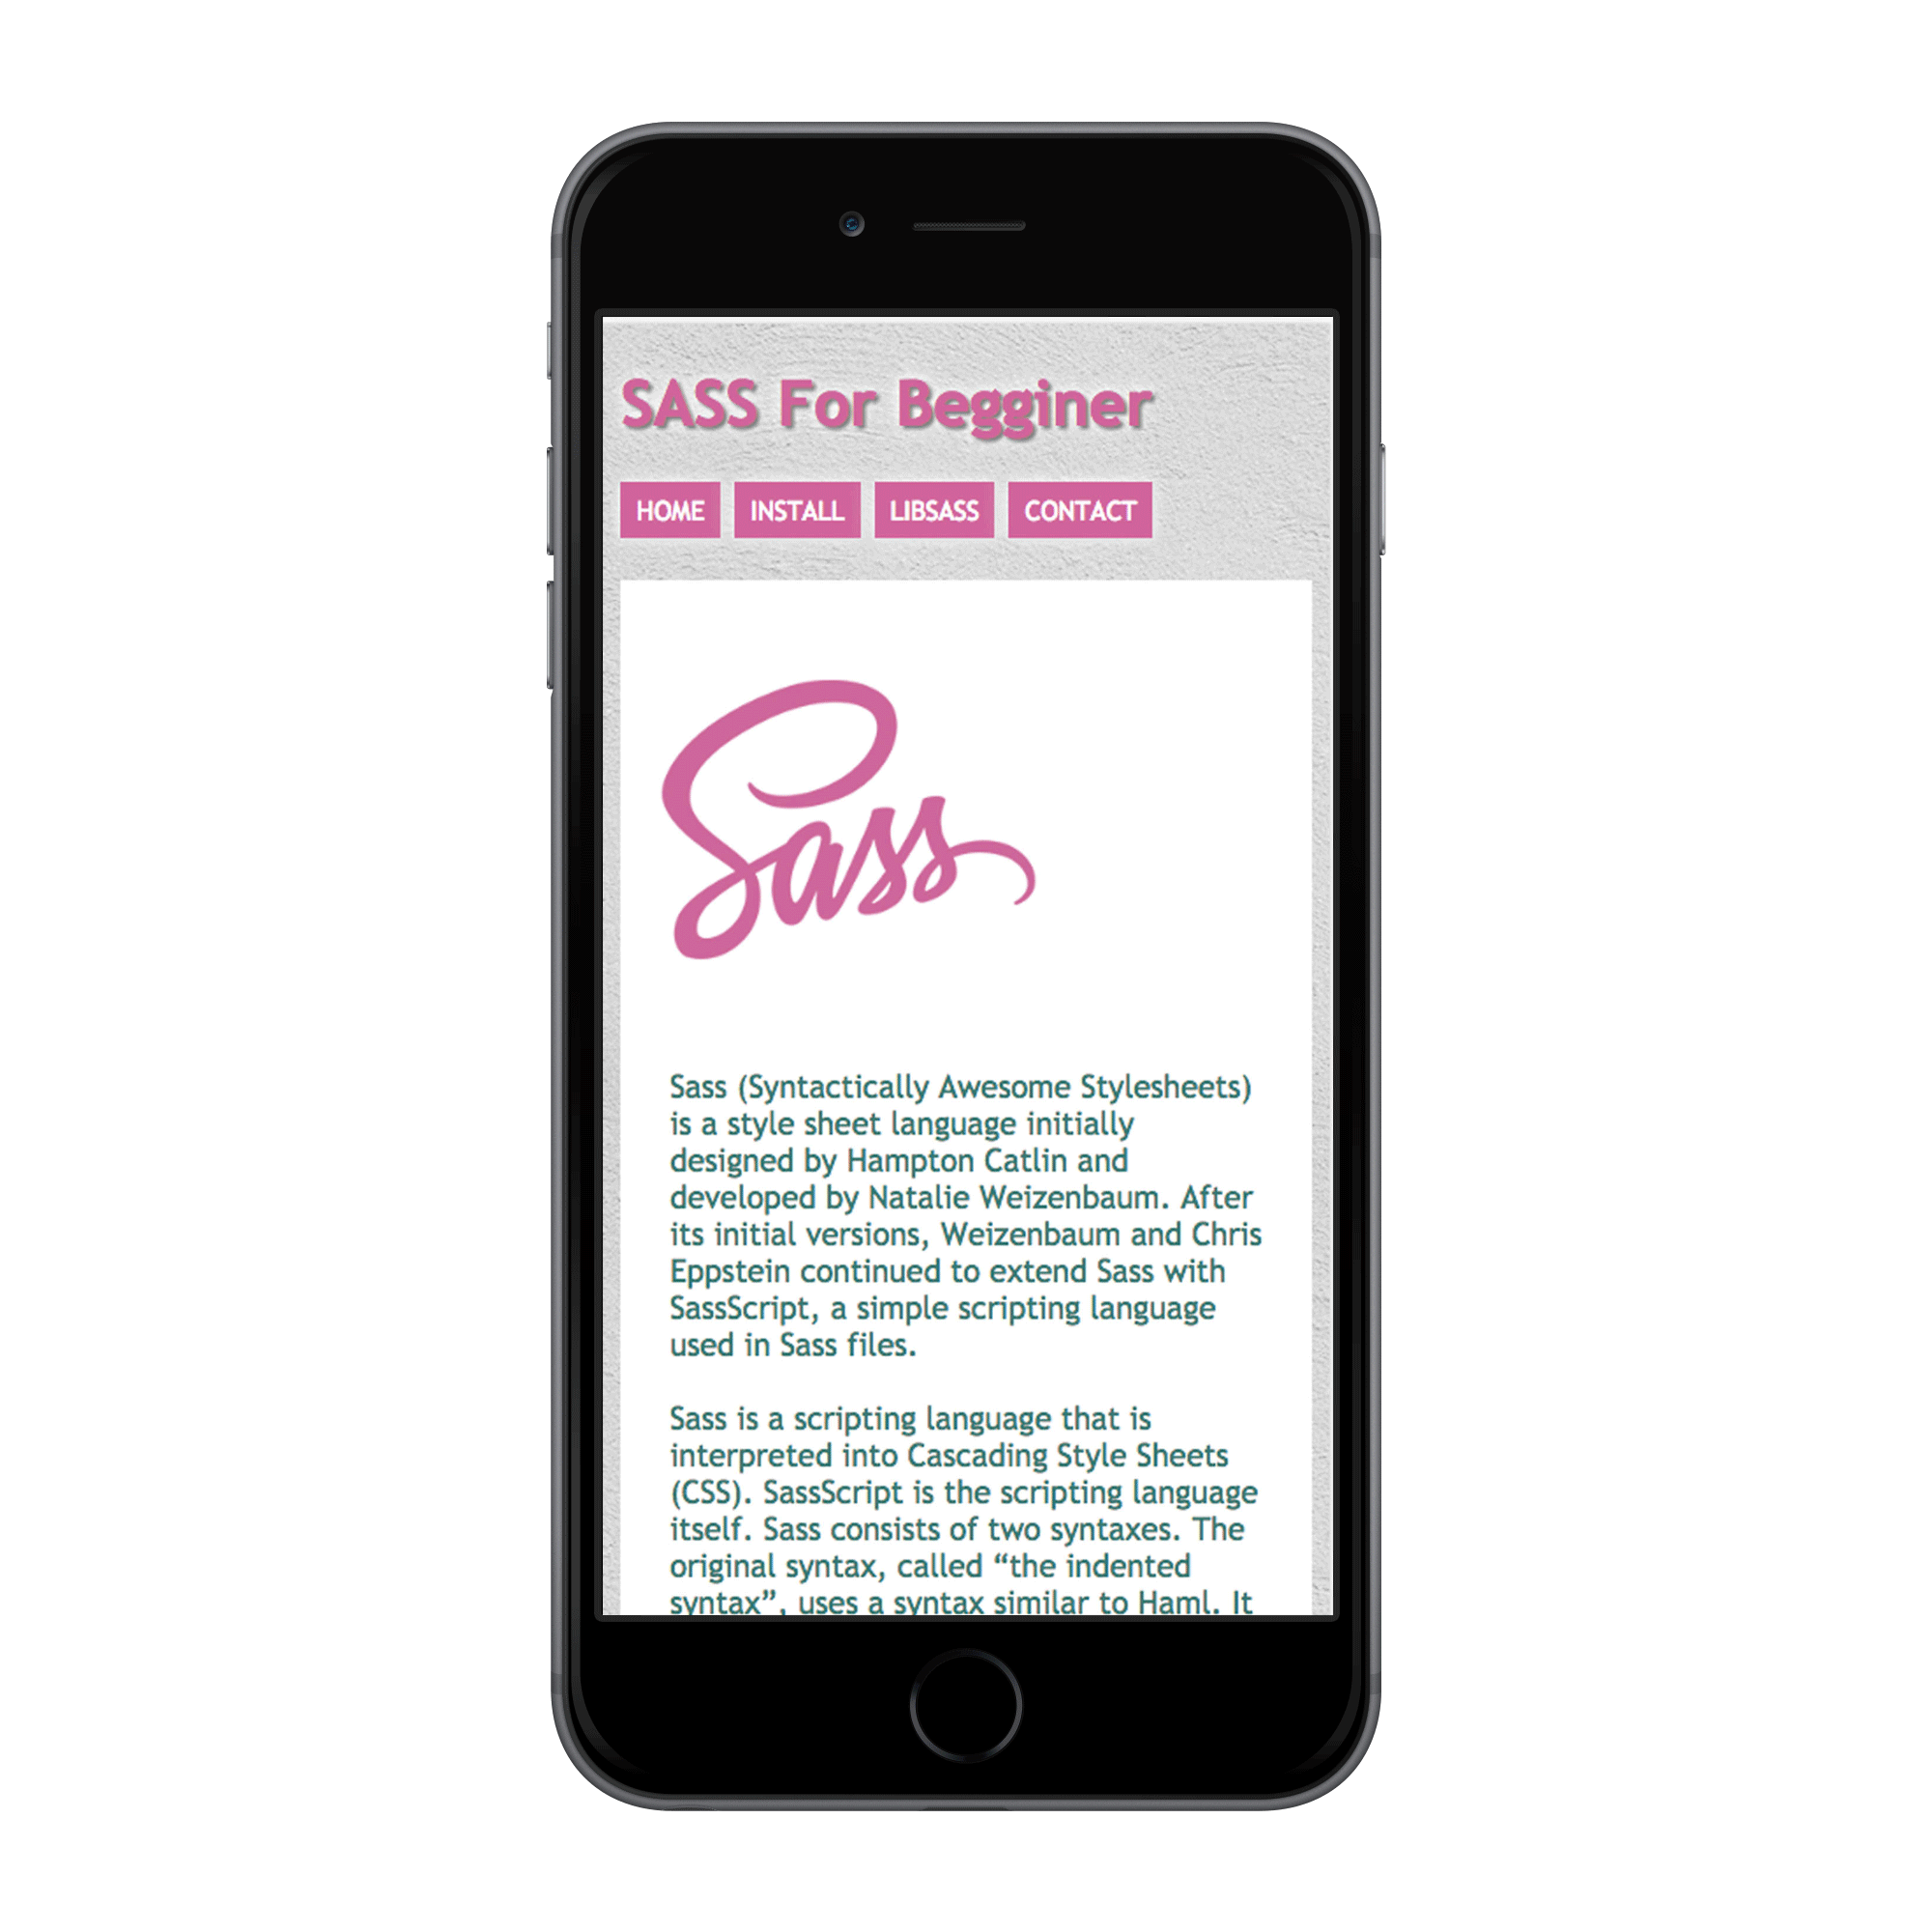 SASS For Begginer
HOME INSTALL LIBSASS CONTACT
Sass
Sass (Syntactically Awesome Stylesheets)
is a style sheet language initially
designed by Hampton Catlin and
developed by Natalie Weizenbaum. After
its initial versions, Weizenbaum and Chris
Eppstein continued to extend Sass with
SassScript, a simple scripting language
used in Sass files.
Sass is a scripting language that is
interpreted into Cascading Style Sheets
(CSS). SassScript is the scripting language
itself. Sass consists of two syntaxes. The
original syntax, called “the indented
syntax”, uses a syntax similar to Haml. It